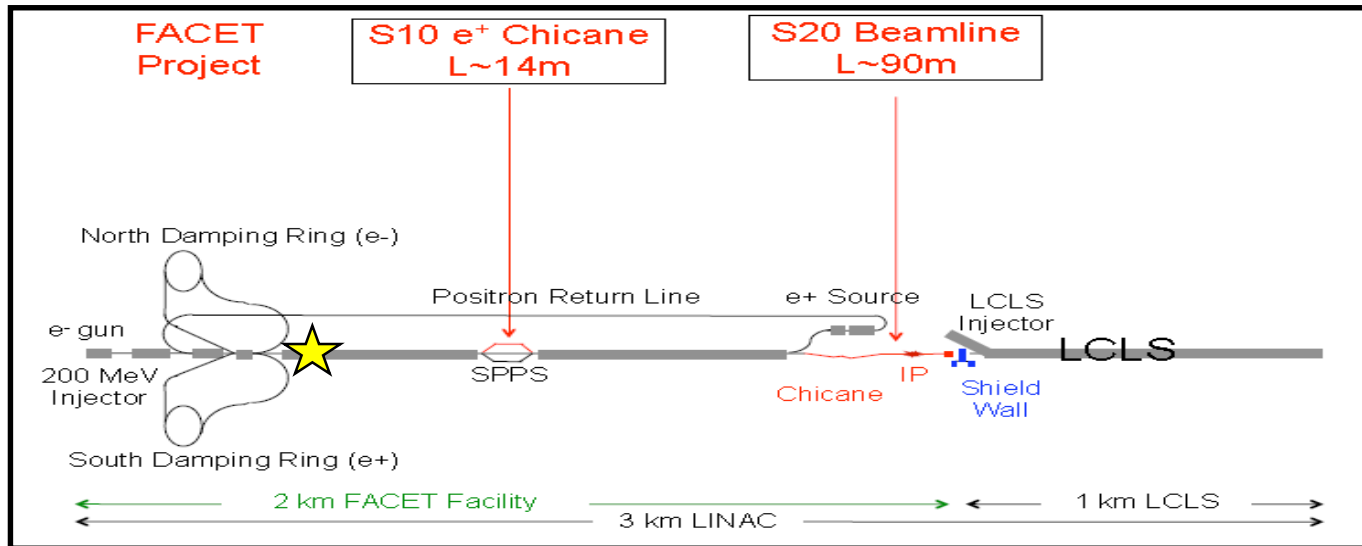 FACET
Project
S10 e+ Chicane
L~14m
S20 Beamline
L~90m
North Damping Ring (e-)
Positron Return Line
e+ Source
LCLS
Injector
e- gun
LCLS
200 MeV
Injector
SPPS
IP
Chicane
Shield
Wall
South Damping Ring (e+)
2 km FACET Facility
1 km LCLS
3 km LINAC